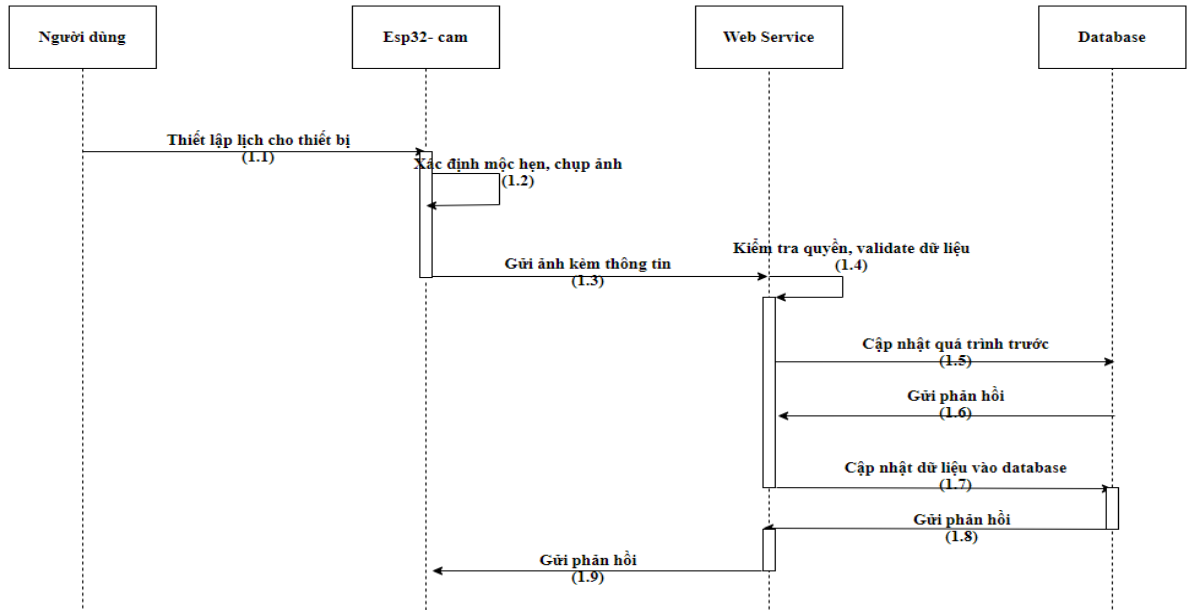 Người dùng
Esp32- cam
Web Service
Database
Thiết lập lịch cho thiết bị
(1.1)
Xác định mộc hẹn, chụp ảnh
(1.2)
Kiểm tra quyền, validate dữ liệu
(1.4)
Gửi ảnh kèm thông tin
(1.3)
Cập nhật quá trình trước
(1.5)
Gửi phản hồi
(1.6)
Cập nhật dữ liệu vào database
(1.7)
Gửi phản hồi
(1.8)
Gửi phản hồi
(1.9)